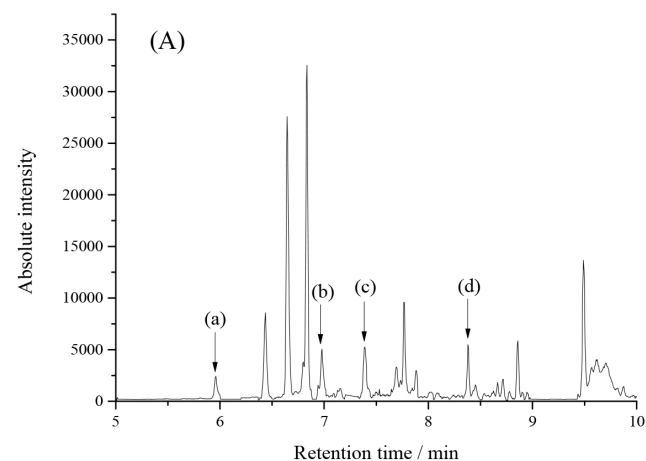 (A)
35000
30000
25000
20000
15000
10000
5000
0
Absolute intensity
(a)
(b)
(c)
(d)
5 6 7 8 9 10
Retention time / min